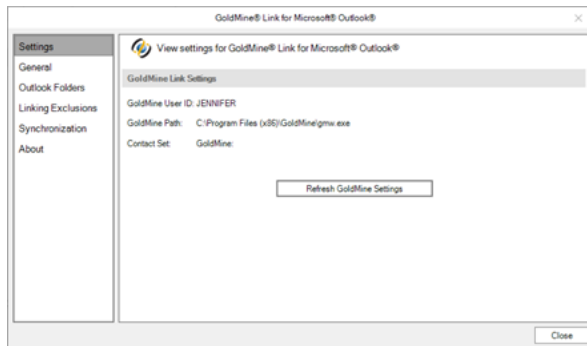 GoldMine® Link for Microsoft® Outlook®
Settings
General
Outlook Folders
Linking Exclusions
Synchronization
About
View settings for GoldMine® Link for Microsoft® Outlook®
GoldMine Link Settings
GoldMine User ID: JENNIFER
GoldMine Path: C:\Program Files (x86)\GoldMine\gmw.exe
Contact Set: GoldMine:
Refresh GoldMine Settings
Close